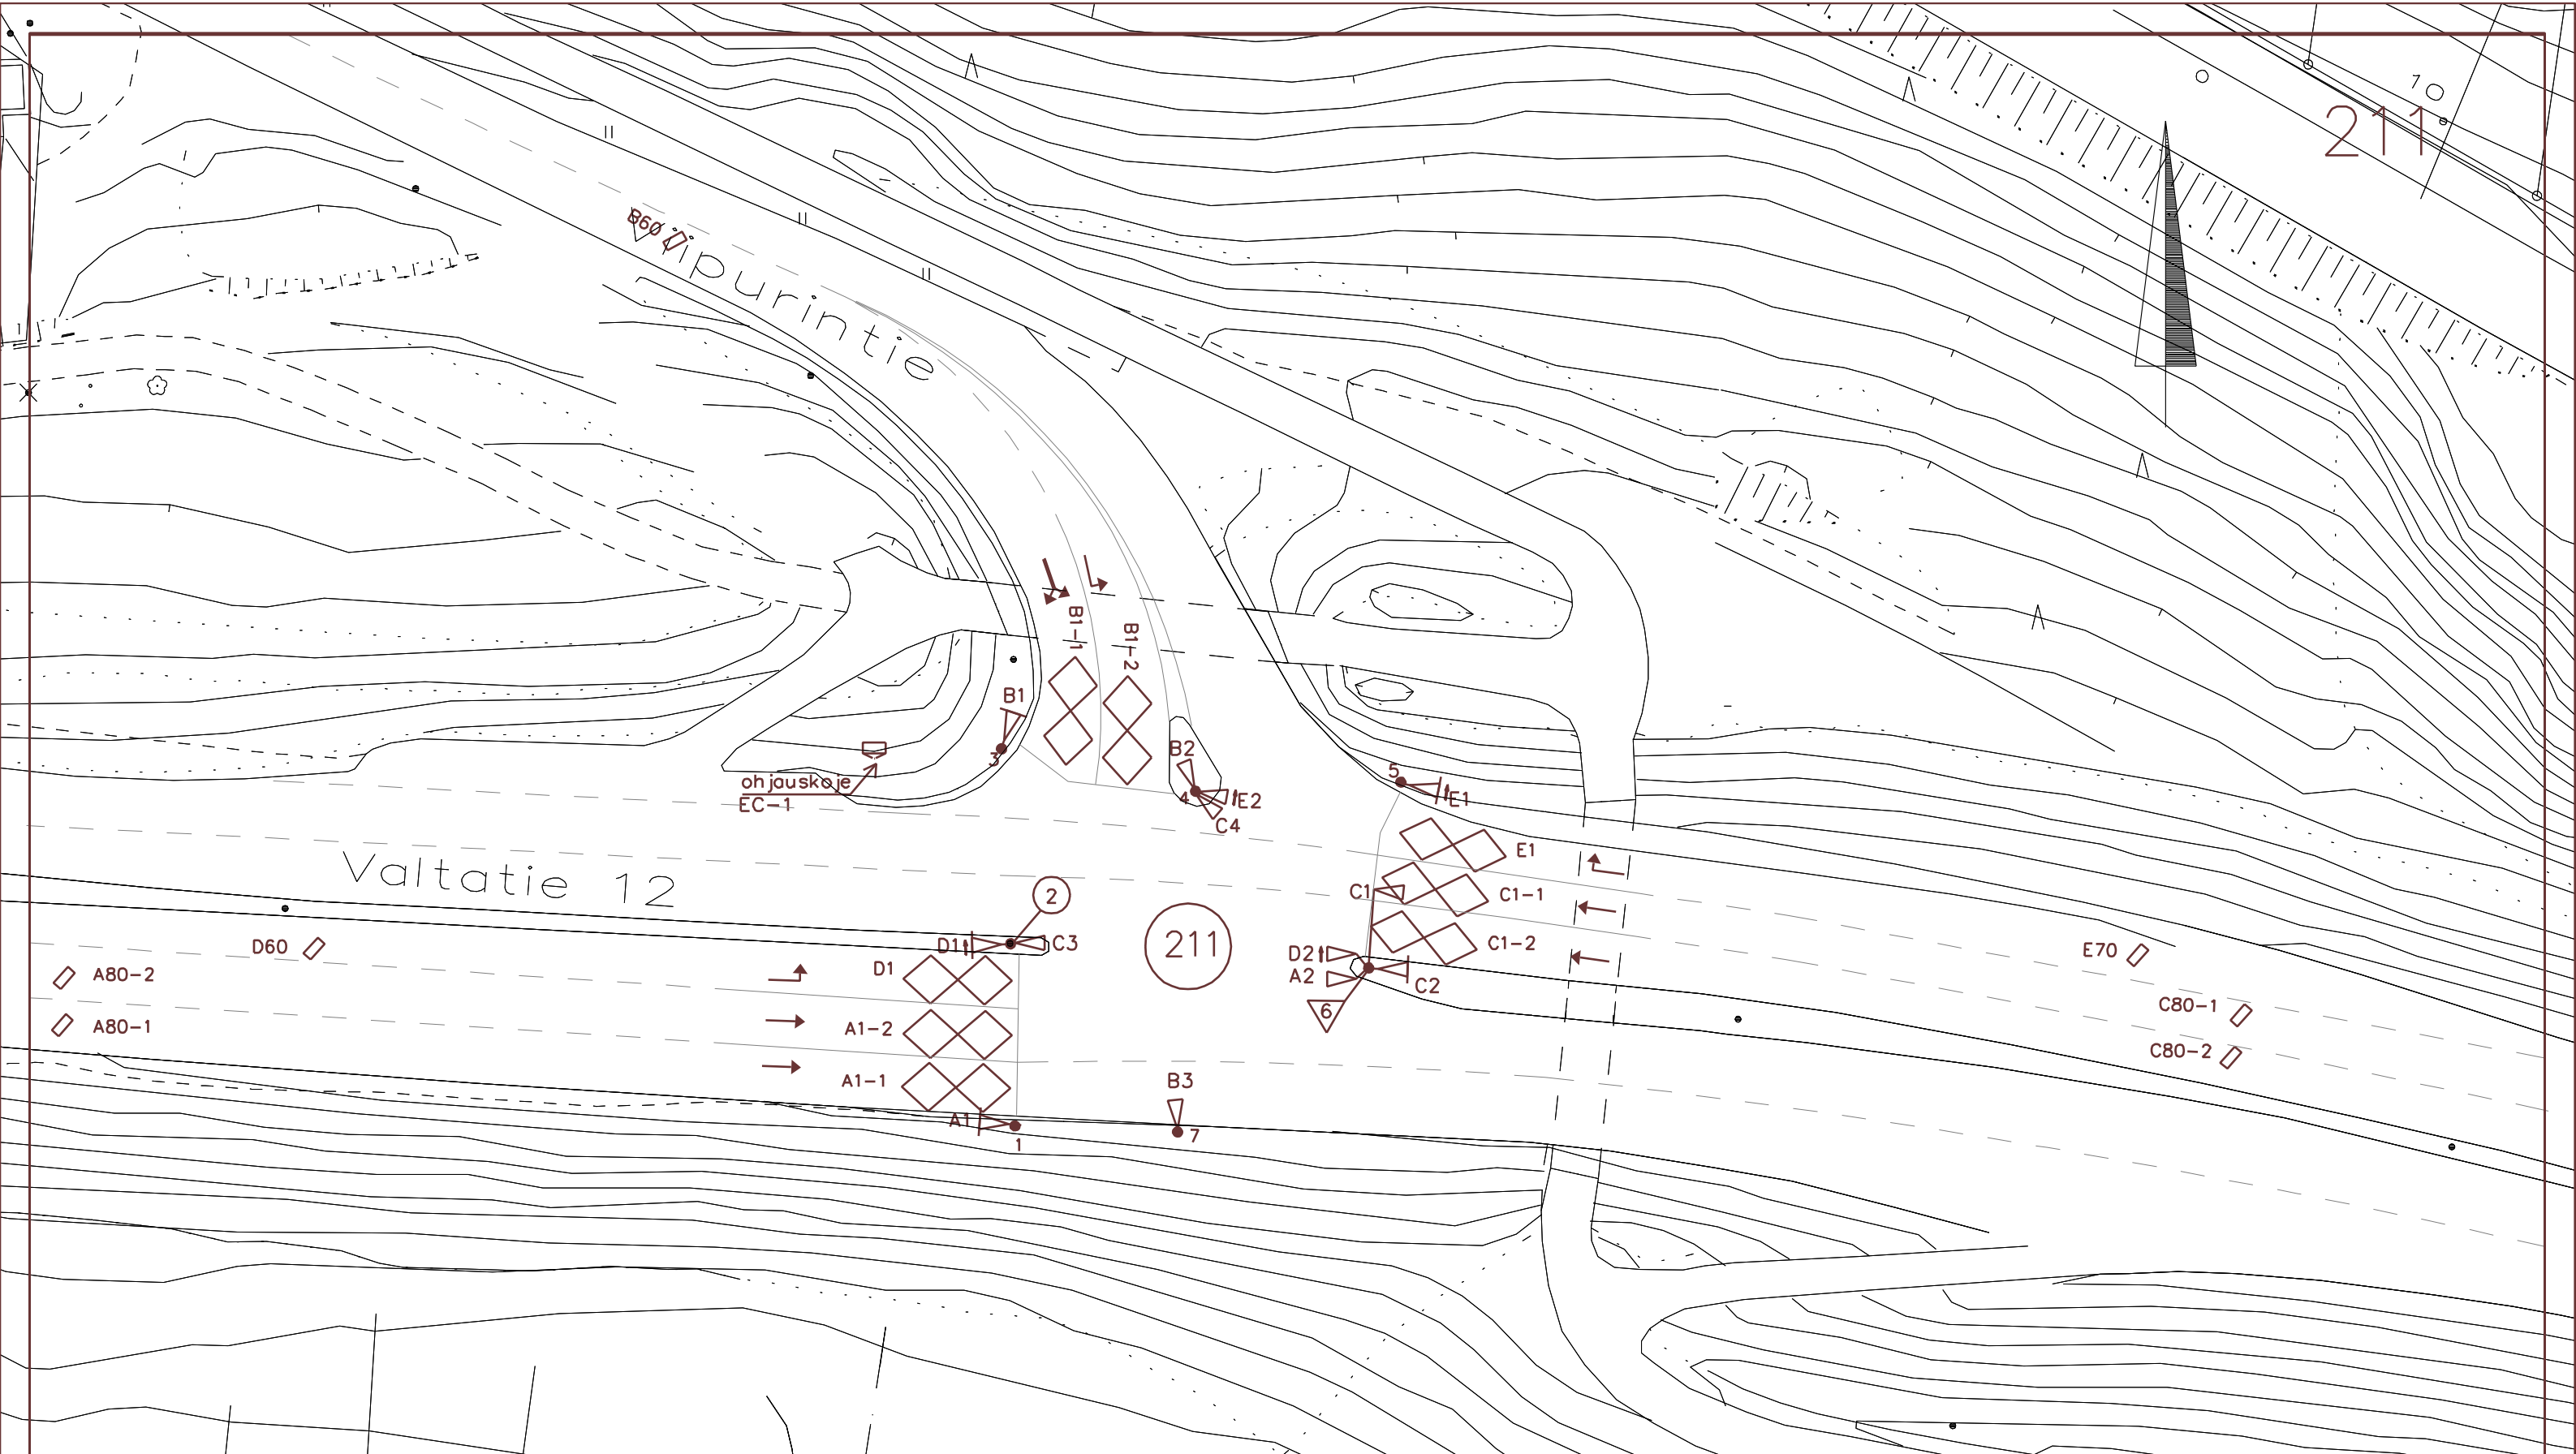 211
1
B60
Viipurintie
B1-1
B1-2
B1
3
B2
4
E2
C4
5
E1
ohjauskoje
EC-1
Valtatie 12
E1
C1
C1-1
C1-2
2
D1
C3
211
D2
A2
C2
6
D60
D1
A80-2
A80-1
A1-2
A1-1
A1
1
B3
7
E70
C80-1
C80-2